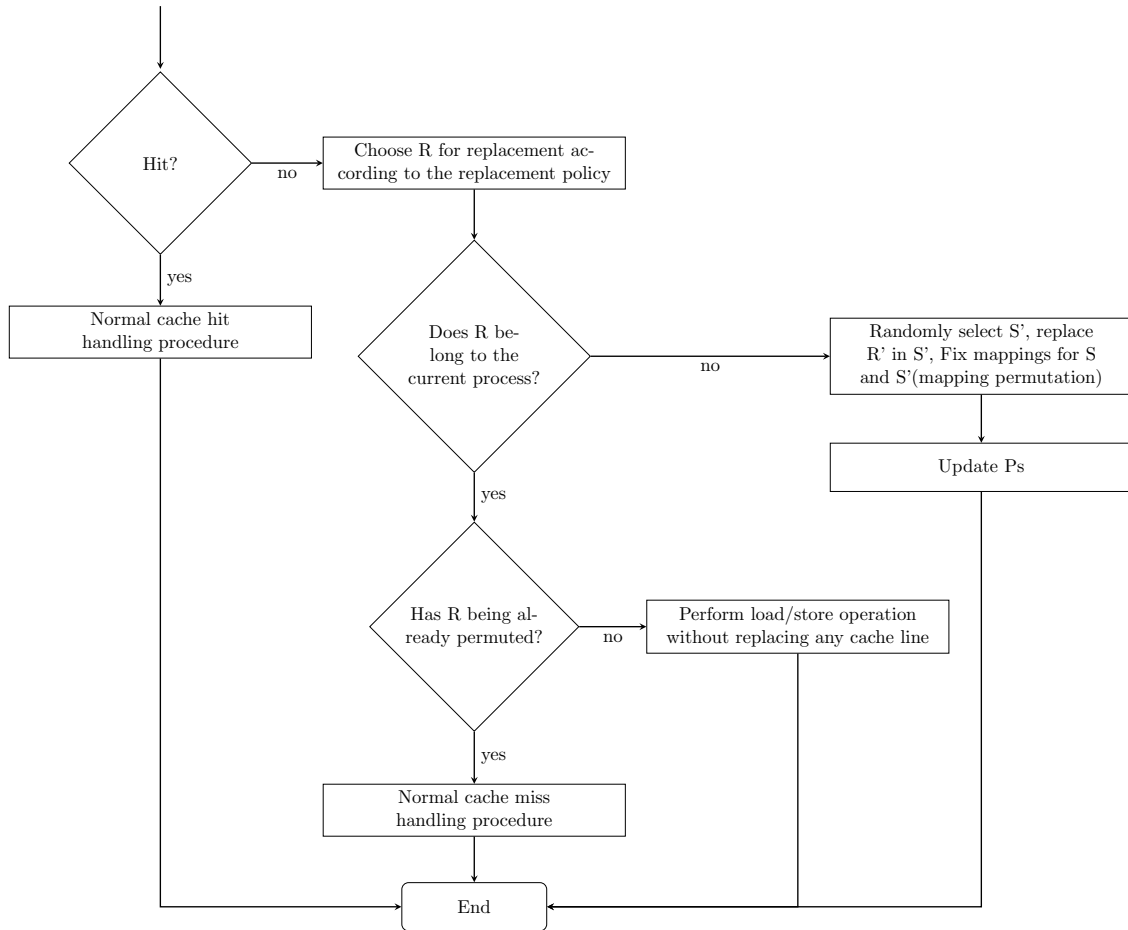 Hit?
no
Choose R for replacement ac-
cording to the replacement policy
yes
Normal cache hit
handling procedure
Does R be-
long to the
current process?
no
Randomly select S’, replace
R’ in S’, Fix mappings for S
and S’(mapping permutation)
Update Ps
yes
Has R being al-
ready permuted?
no
Perform load/store operation
without replacing any cache line
yes
Normal cache miss
handling procedure
End